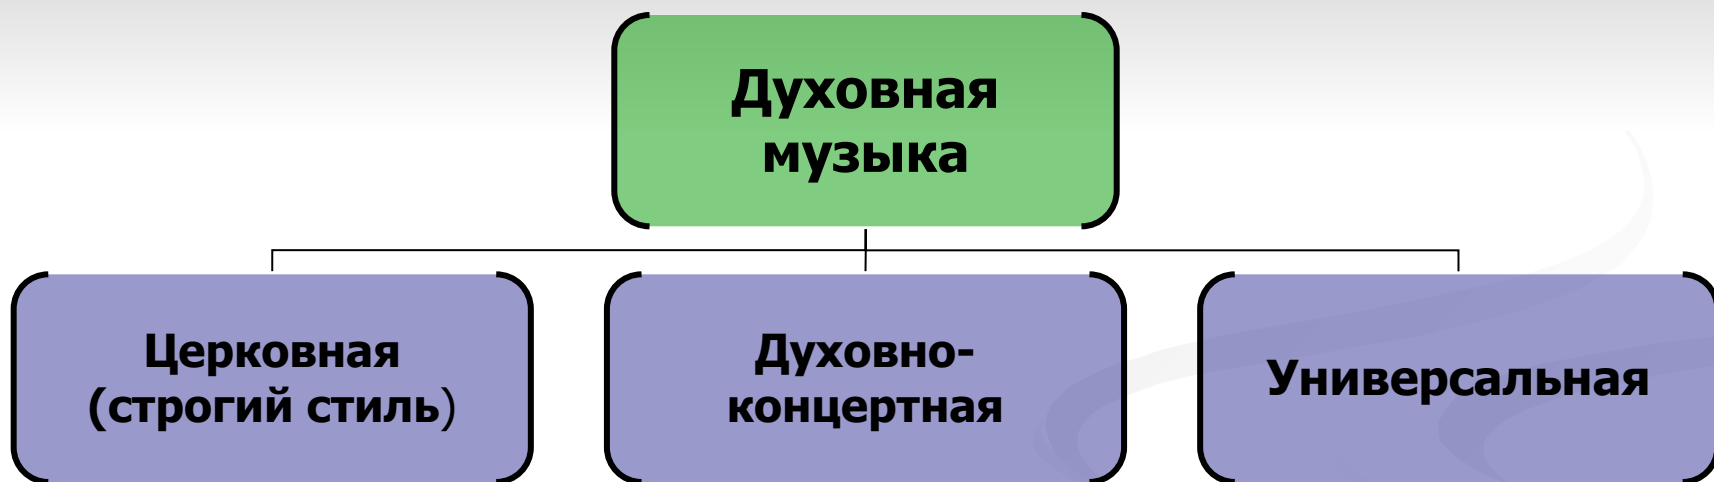 Духовная
музыка
Церковная
(строгий стиль)
Духовно-
концертная
Универсальная